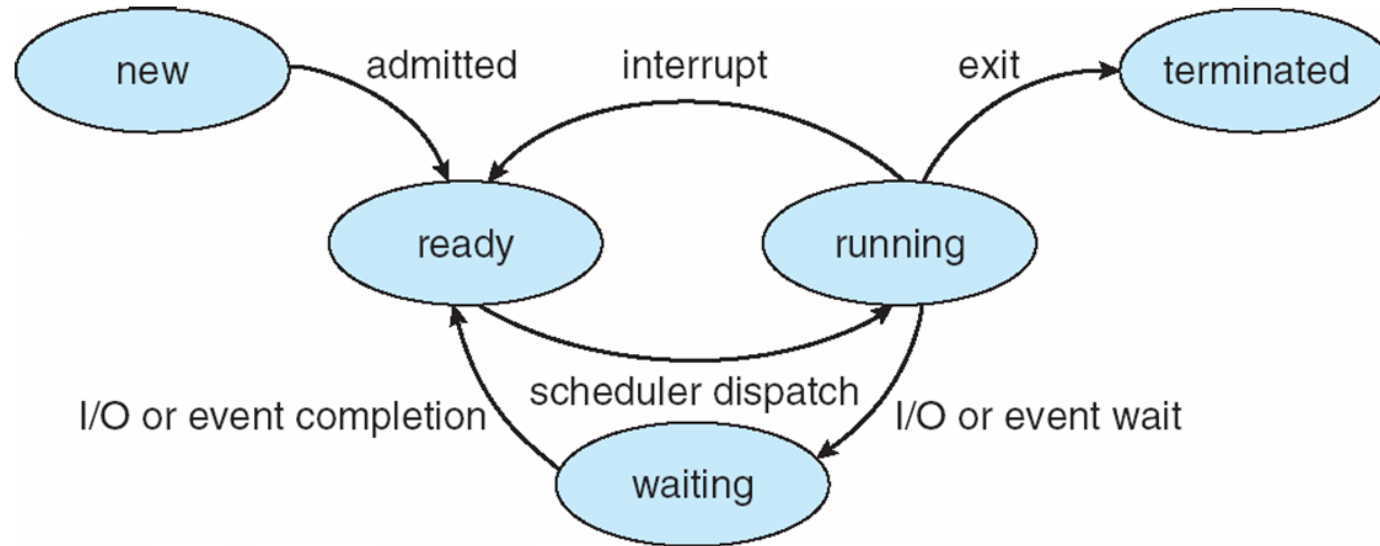 new
admitted
interrupt
exit
terminated
ready
running
scheduler dispatch
I/O or event completion
I/O or event wait
waiting